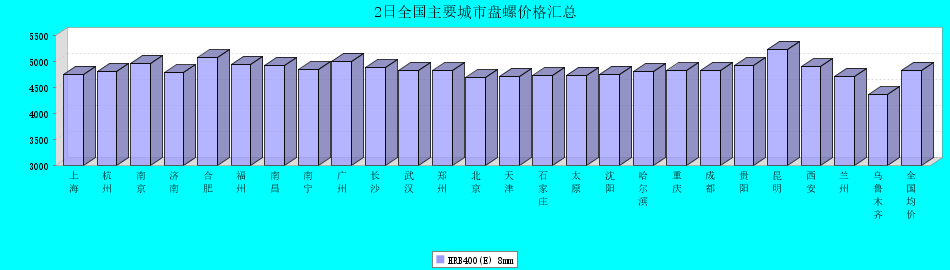 2日全国主要城市盘螺价格汇总
5500
5000
4500
4000
3500
3000
上海
杭州
南京
济南
合肥
福州
南昌
南宁
广州
长沙
武汉
郑州
北京
天津
石家庄
太原
沈阳
哈尔滨
重庆
成都
贵阳
昆明
西安
兰州
乌鲁木齐
全国均价
HRB400(E) 8mm